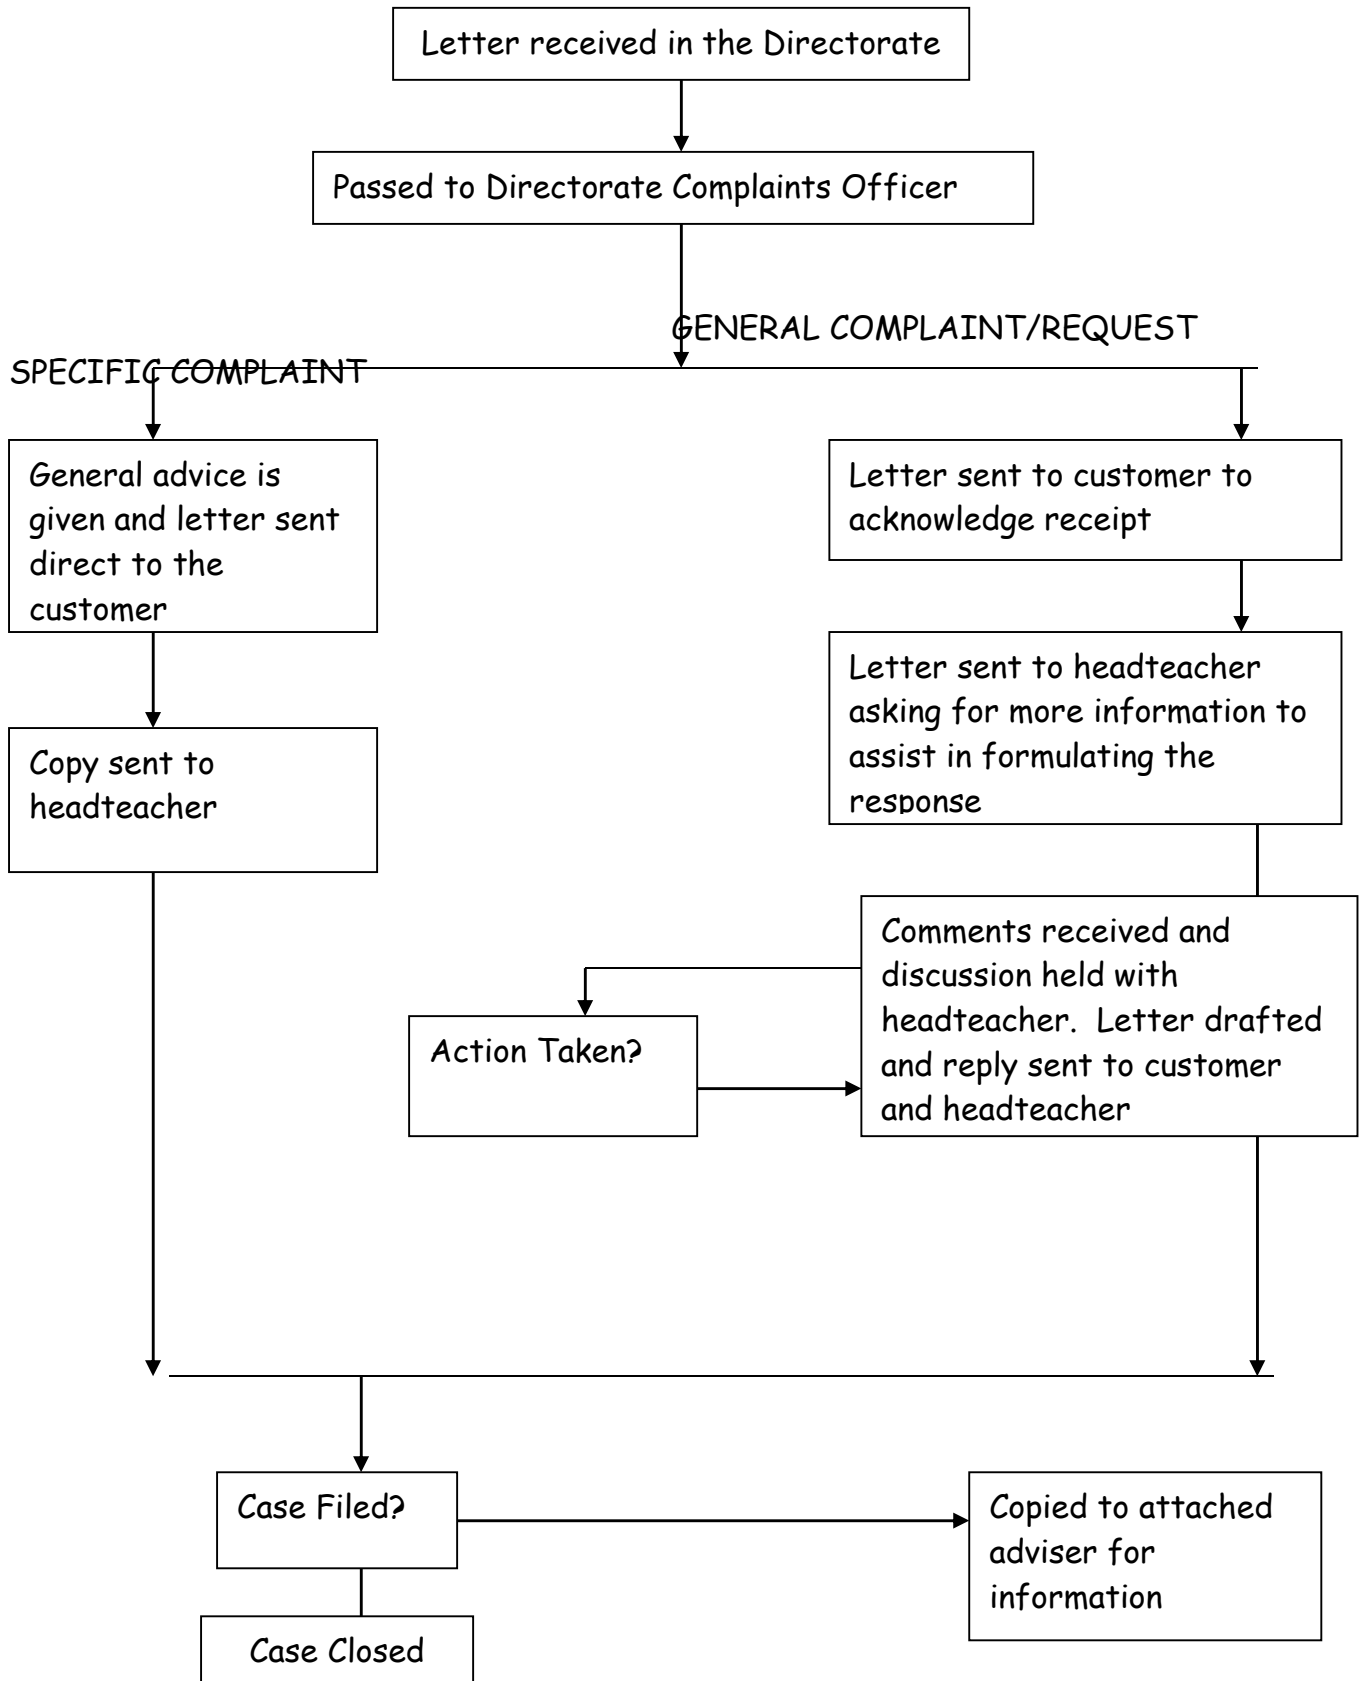 Letter received in the Directorate
Passed to Directorate Complaints Officer
GENERAL COMPLAINT/REQUEST
SPECIFIC COMPLAINT
General advice is
given and letter sent
direct to the
customer
Copy sent to
headteacher
Letter sent to customer to
acknowledge receipt
Letter sent to headteacher
asking for more information to
assist in formulating the
response
Comments received and
discussion held with
headteacher.  Letter drafted
and reply sent to customer
and headteacher
Action Taken?
Case Filed?
Copied to attached
adviser for
information
Case Closed